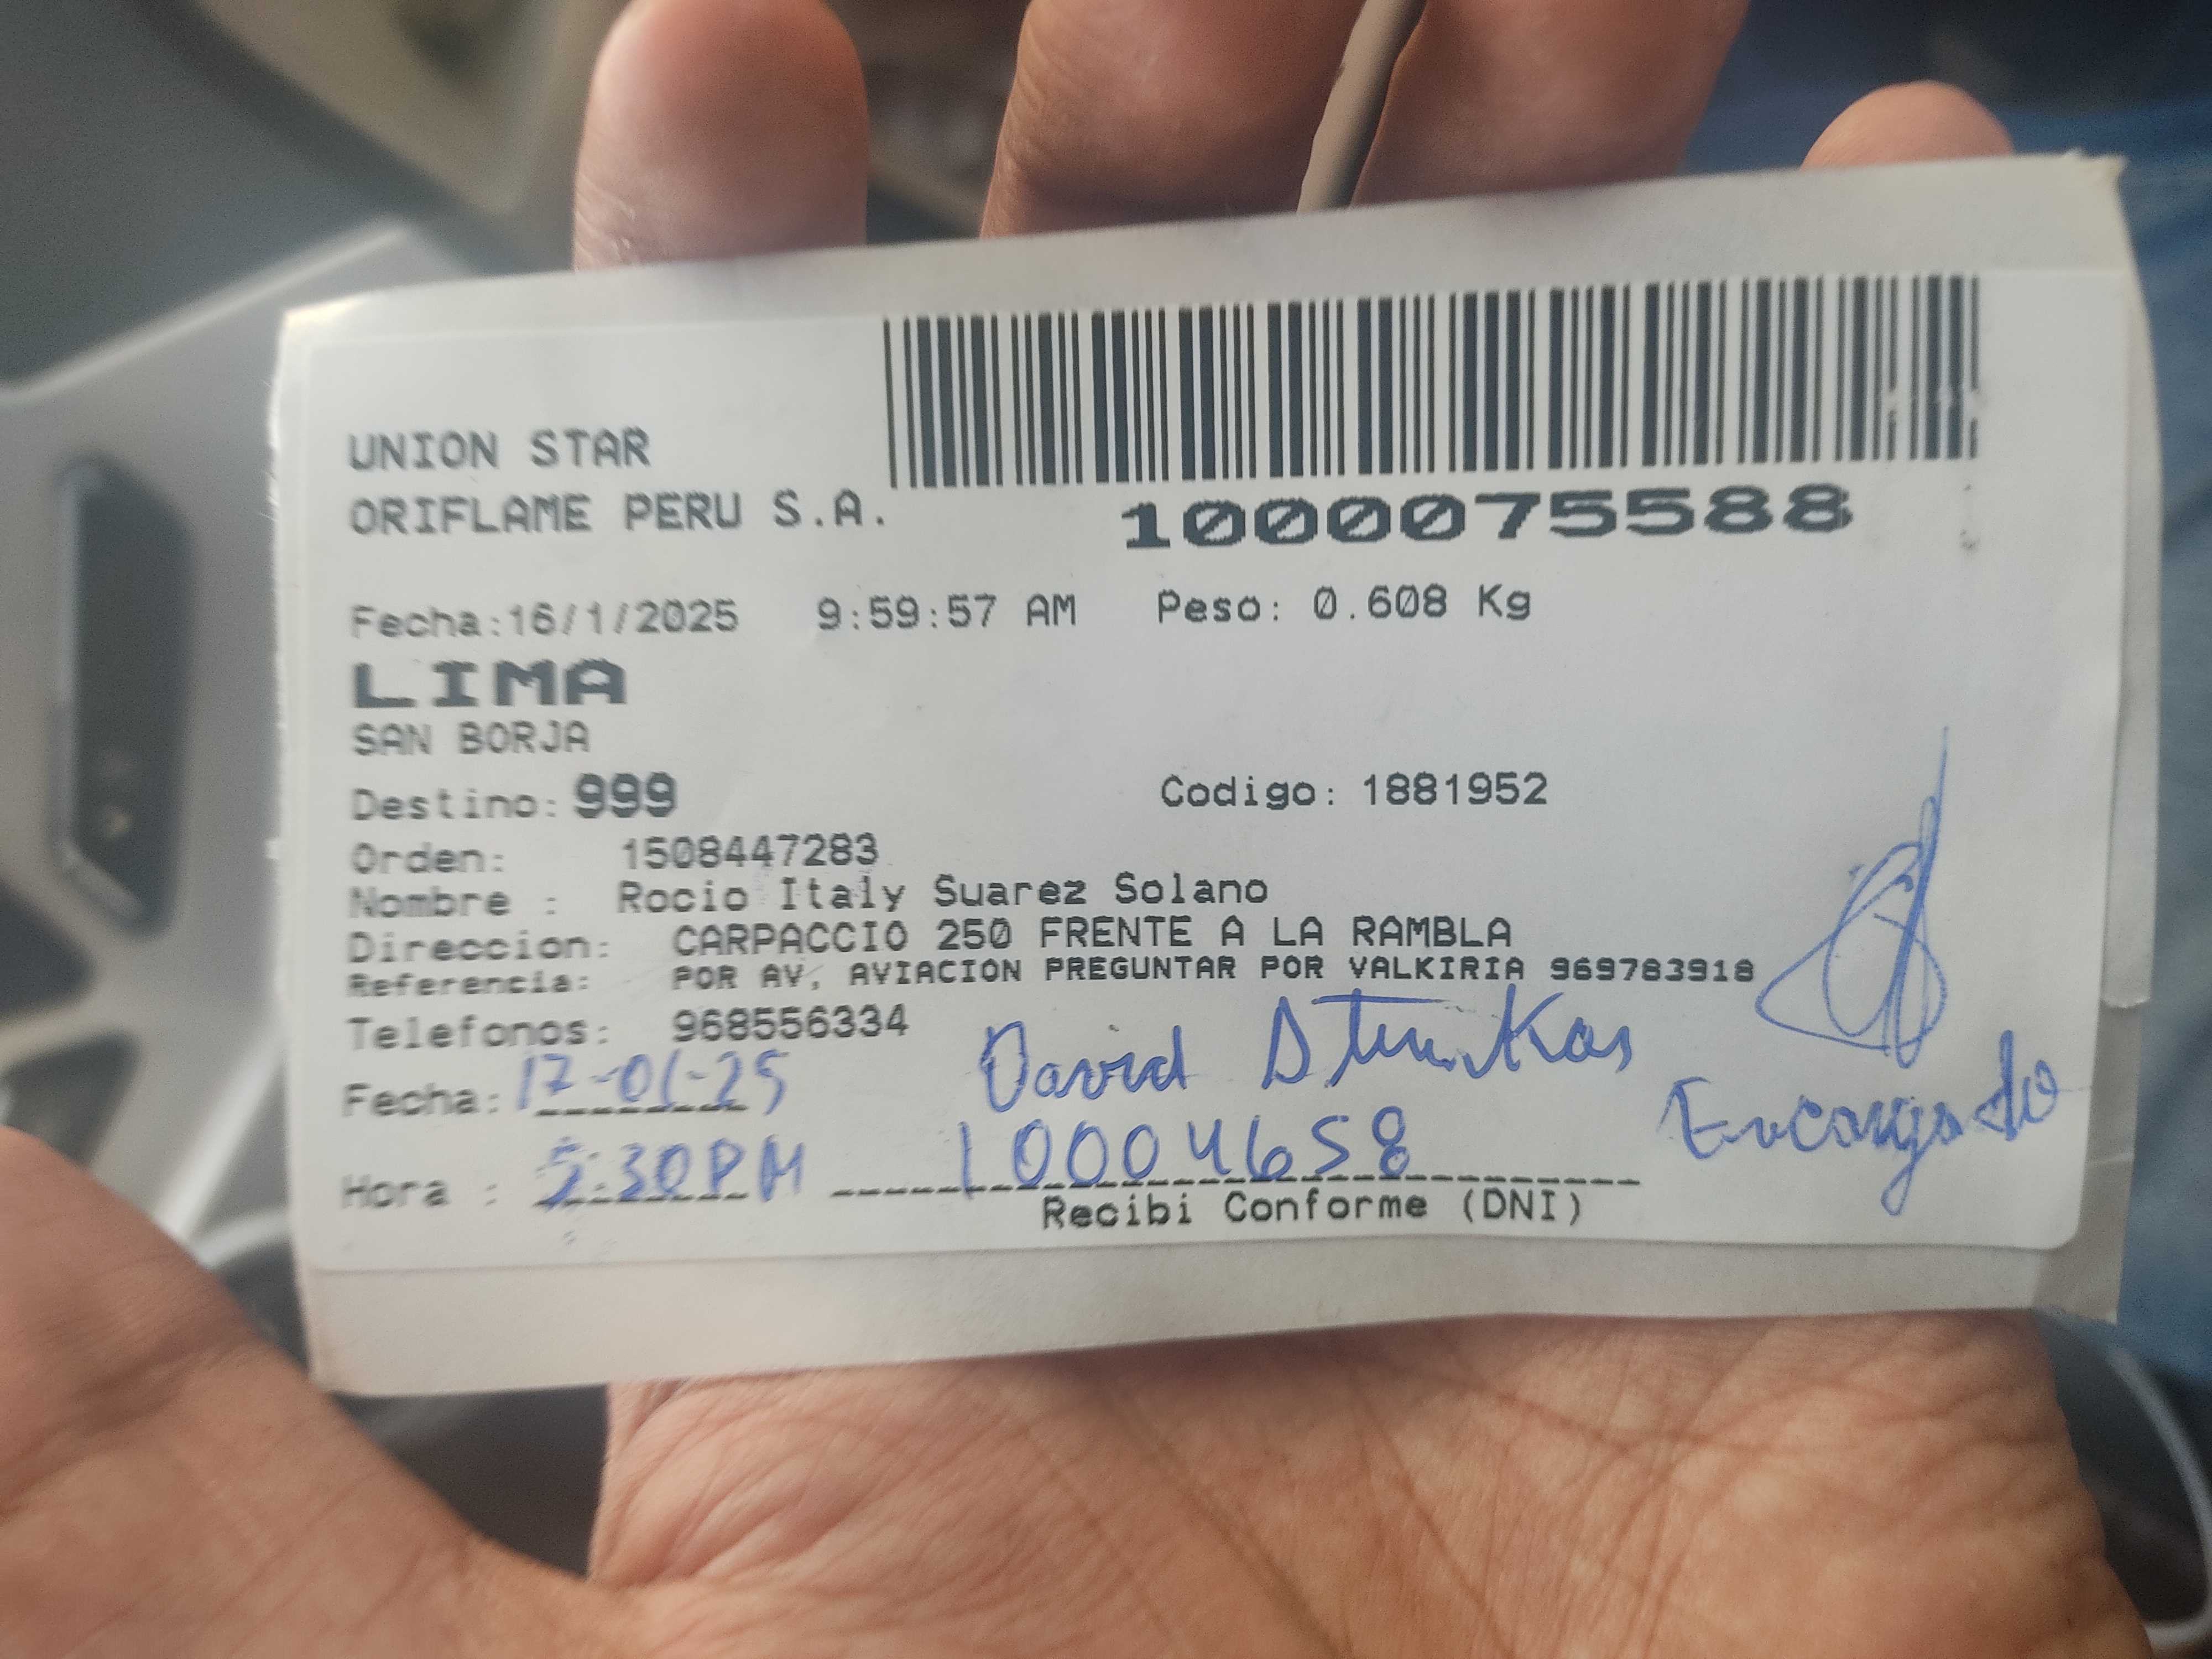 UNION STAR
ORIFLAME PERU S.A.
1000075588
Fecha:16/1/2025 9:59:57 AM Peso: 0.608 Kg
LIMA
SAN BORJA
Destino: 999 Codigo: 1881952
Orden: 1508447283
Nombre : Rocio Italy Suarez Solano
Direccion: CARPACCIO 250 FRENTE A LA RAMBLA
Referencia: POR AV, AVIACION PREGUNTAR POR VALKIRIA 969783918
Telefonos: 968556334
Fecha: 17-01-25 David
Encargado
Hora : 5:30PM 10004658
Recibi Conforme (DNI)